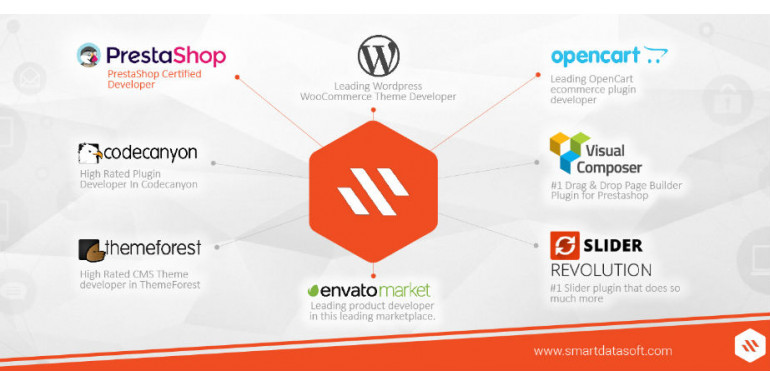 PrestaShop
PrestaShop Certified
Developer
Leading Wordpress
WooCommerce Theme Developer
opencart
Leading OpenCart
ecommerce plugin
developer
codecanyon
High Rated Plugin
Developer In Codecanyon
Visual
Composer
#1 Drag & Drop Page Builder
Plugin for Prestashop
themeforest
High Rated CMS Theme
developer in ThemeForest
envatomarket
Leading product developer
in this leading marketplace.
SLIDER
REVOLUTION
#1 Slider plugin that does so
much more
www.smartdatasoft.com